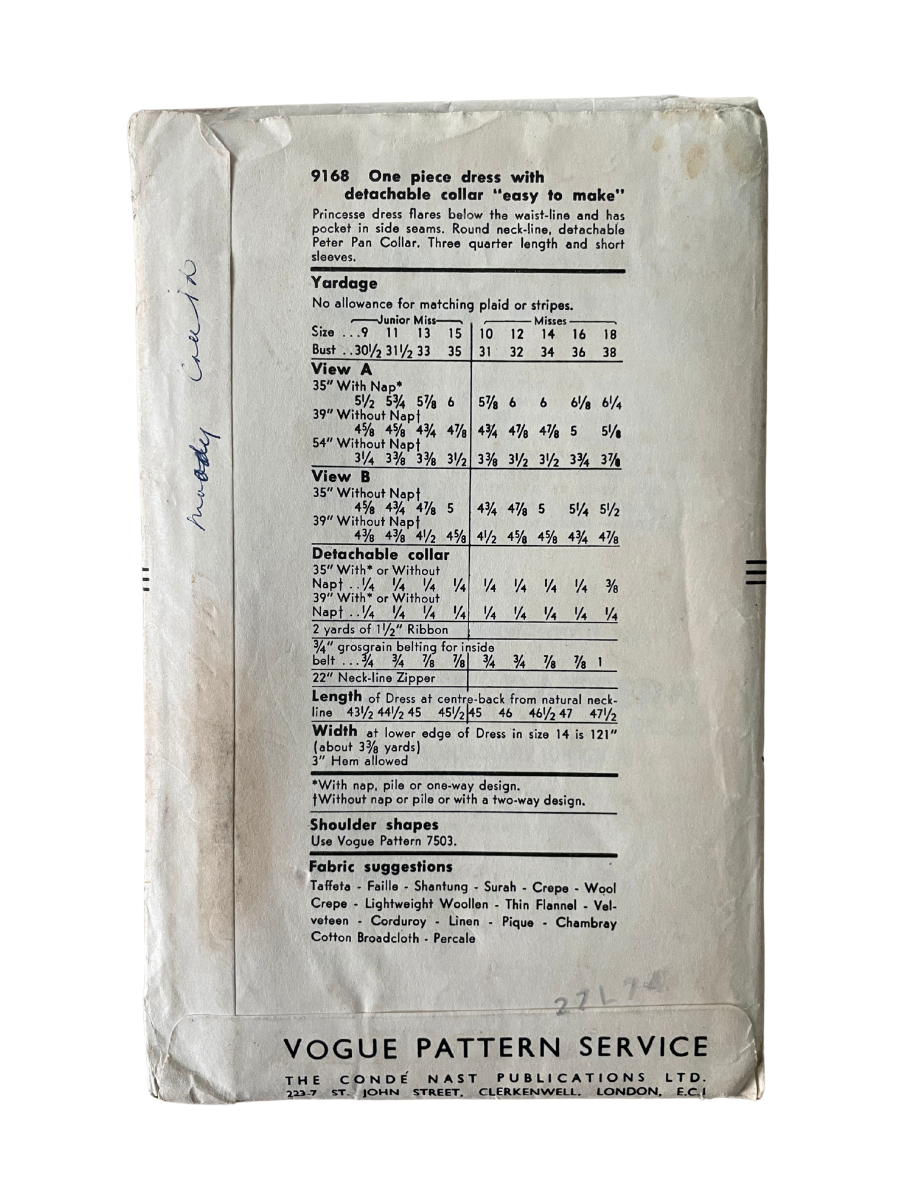 9168 One piece dress with
detachable collar "easy to make"
Princesse dress flares below the waist-line and has
pocket in side seams. Round neck-line, detachable
Peter Pan Collar. Three quarter length and short
sleeves.
Yardage
No allowance for matching plaid or stripes.
Junior Miss Misses
Size ...9 11 13 15 10 12 14 16 18
Bust ..30½ 31½ 33 35 31 32 34 36 38
View A
35" With Nap*
5½ 5¾ 5⅞ 6 5⅞ 6 6 6⅛ 6¼
39" Without Nap†
4⅝ 4⅝ 4¾ 4⅞ 4¾ 4⅞ 4⅞ 5 5⅛
54" Without Nap†
3¼ 3⅜ 3⅜ 3½ 3⅜ 3½ 3½ 3¾ 3⅞
View B
35" Without Nap†
4⅝ 4¾ 4⅞ 5 4¾ 4⅞ 5 5¼ 5½
39" Without Nap†
4⅜ 4⅜ 4½ 4⅝ 4½ 4⅝ 4⅝ 4¾ 4⅞
Detachable collar
35" With* or Without
Nap† ..¼ ¼ ¼ ¼ ¼ ¼ ¼ ¼ ⅜
39" With* or Without
Nap† ..¼ ¼ ¼ ¼ ¼ ¼ ¼ ¼ ¼
2 yards of 1½" Ribbon
¾" grosgrain belting for inside
belt ...¾ ¾ ⅞ ⅞ ¾ ¾ ⅞ ⅞ 1
22" Neck-line Zipper
Length of Dress at centre-back from natural neck-
line 43½ 44½ 45 45½ 45 46 46½ 47 47½
Width at lower edge of Dress in size 14 is 121"
(about 3⅜ yards)
3" Hem allowed
*With nap, pile or one-way design.
†Without nap or pile or with a two-way design.
Shoulder shapes
Use Vogue Pattern 7503.
Fabric suggestions
Taffeta - Faille - Shantung - Surah - Crepe - Wool
Crepe - Lightweight Woollen - Thin Flannel - Vel-
veteen - Corduroy - Linen - Pique - Chambray
Cotton Broadcloth - Percale
VOGUE PATTERN SERVICE
THE CONDÉ NAST PUBLICATIONS LTD.
223-7 ST. JOHN STREET, CLERKENWELL, LONDON, E.C.1
moody